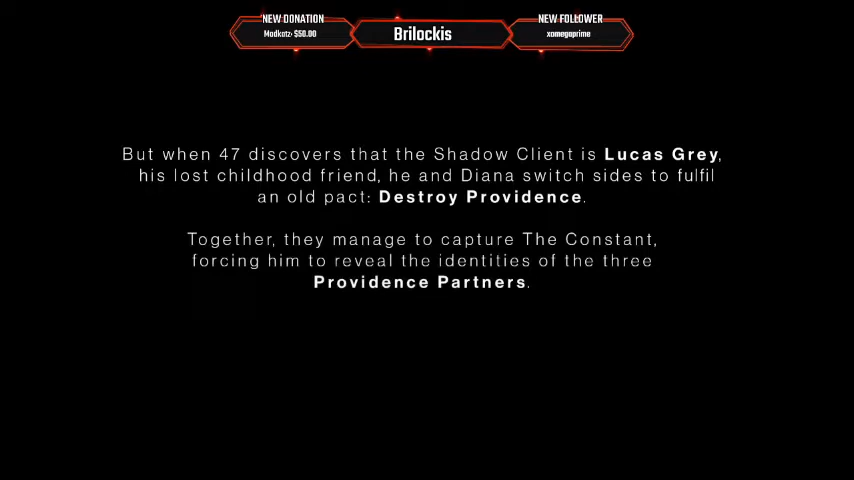 NEW DONATION
Madkatz: $50.00
Brilockis
NEW FOLLOWER
xomegaprime
But when 47 discovers that the Shadow Client is Lucas Grey,
his lost childhood friend, he and Diana switch sides to fulfil
an old pact: Destroy Providence.
Together, they manage to capture The Constant,
forcing him to reveal the identities of the three
Providence Partners.